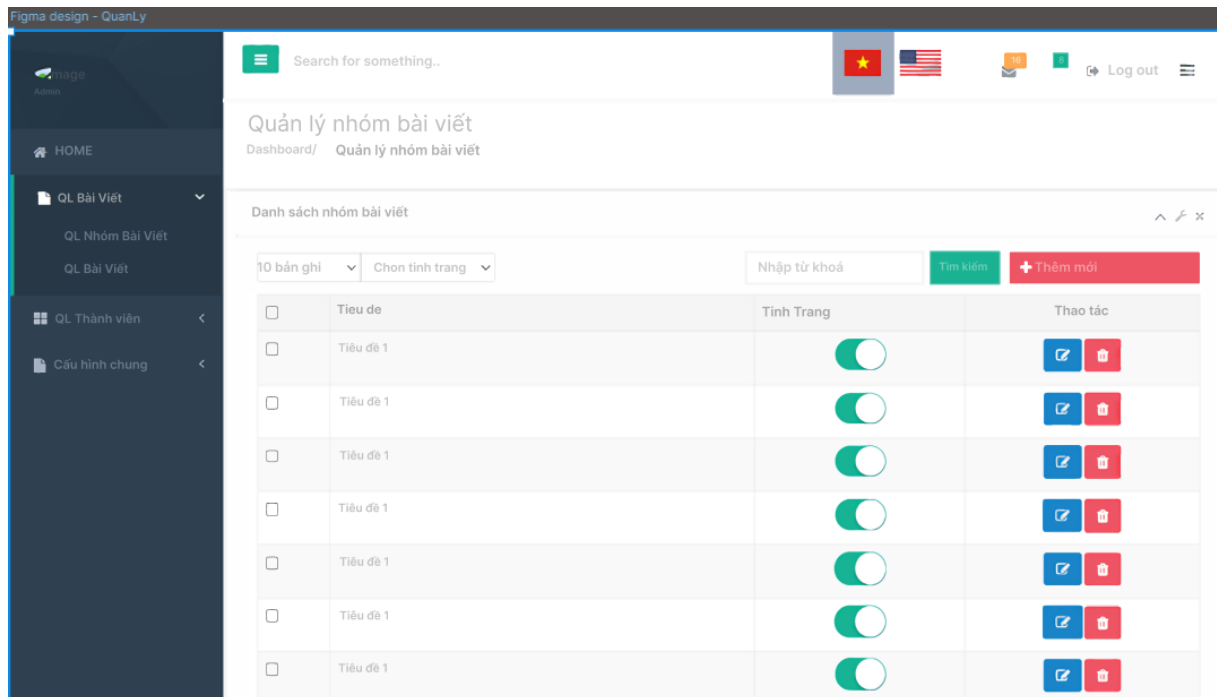 Figma design - QuanLy
mage
Admin
HOME
QL Bài Viết
QL Nhóm Bài Viết
QL Bài Viết
QL Thành viên
Cấu hình chung
Search for something..
16
8
Log out
Quản lý nhóm bài viết
Dashboard/ Quản lý nhóm bài viết
Danh sách nhóm bài viết
10 bản ghi Chon tinh trang Nhập từ khoá Tìm kiếm Thêm mới
Tieu de Tinh Trang Thao tác
Tiêu đề 1
Tiêu đề 1
Tiêu đề 1
Tiêu đề 1
Tiêu đề 1
Tiêu đề 1
Tiêu đề 1